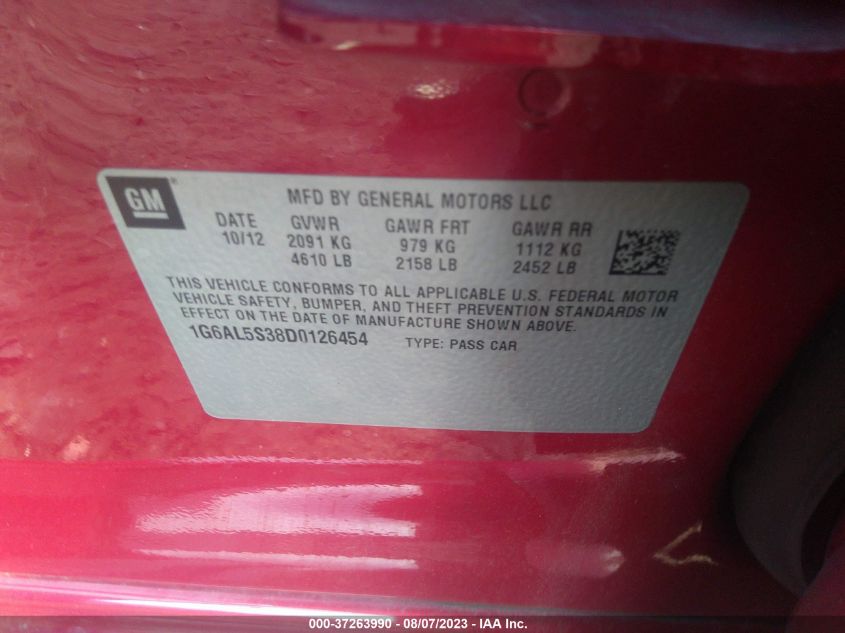 GM®
MFD BY GENERAL MOTORS LLC
DATE GVWR GAWR FRT GAWR RR
10/12 2091 KG 979 KG 1112 KG
4610 LB 2158 LB 2452 LB
THIS VEHICLE CONFORMS TO ALL APPLICABLE U.S. FEDERAL MOTOR
VEHICLE SAFETY, BUMPER, AND THEFT PREVENTION STANDARDS IN
EFFECT ON THE DATE OF MANUFACTURE SHOWN ABOVE.
1G6AL5S38D0126454 TYPE: PASS CAR
000-37263990 — 08/07/2023 - IAA Inc.